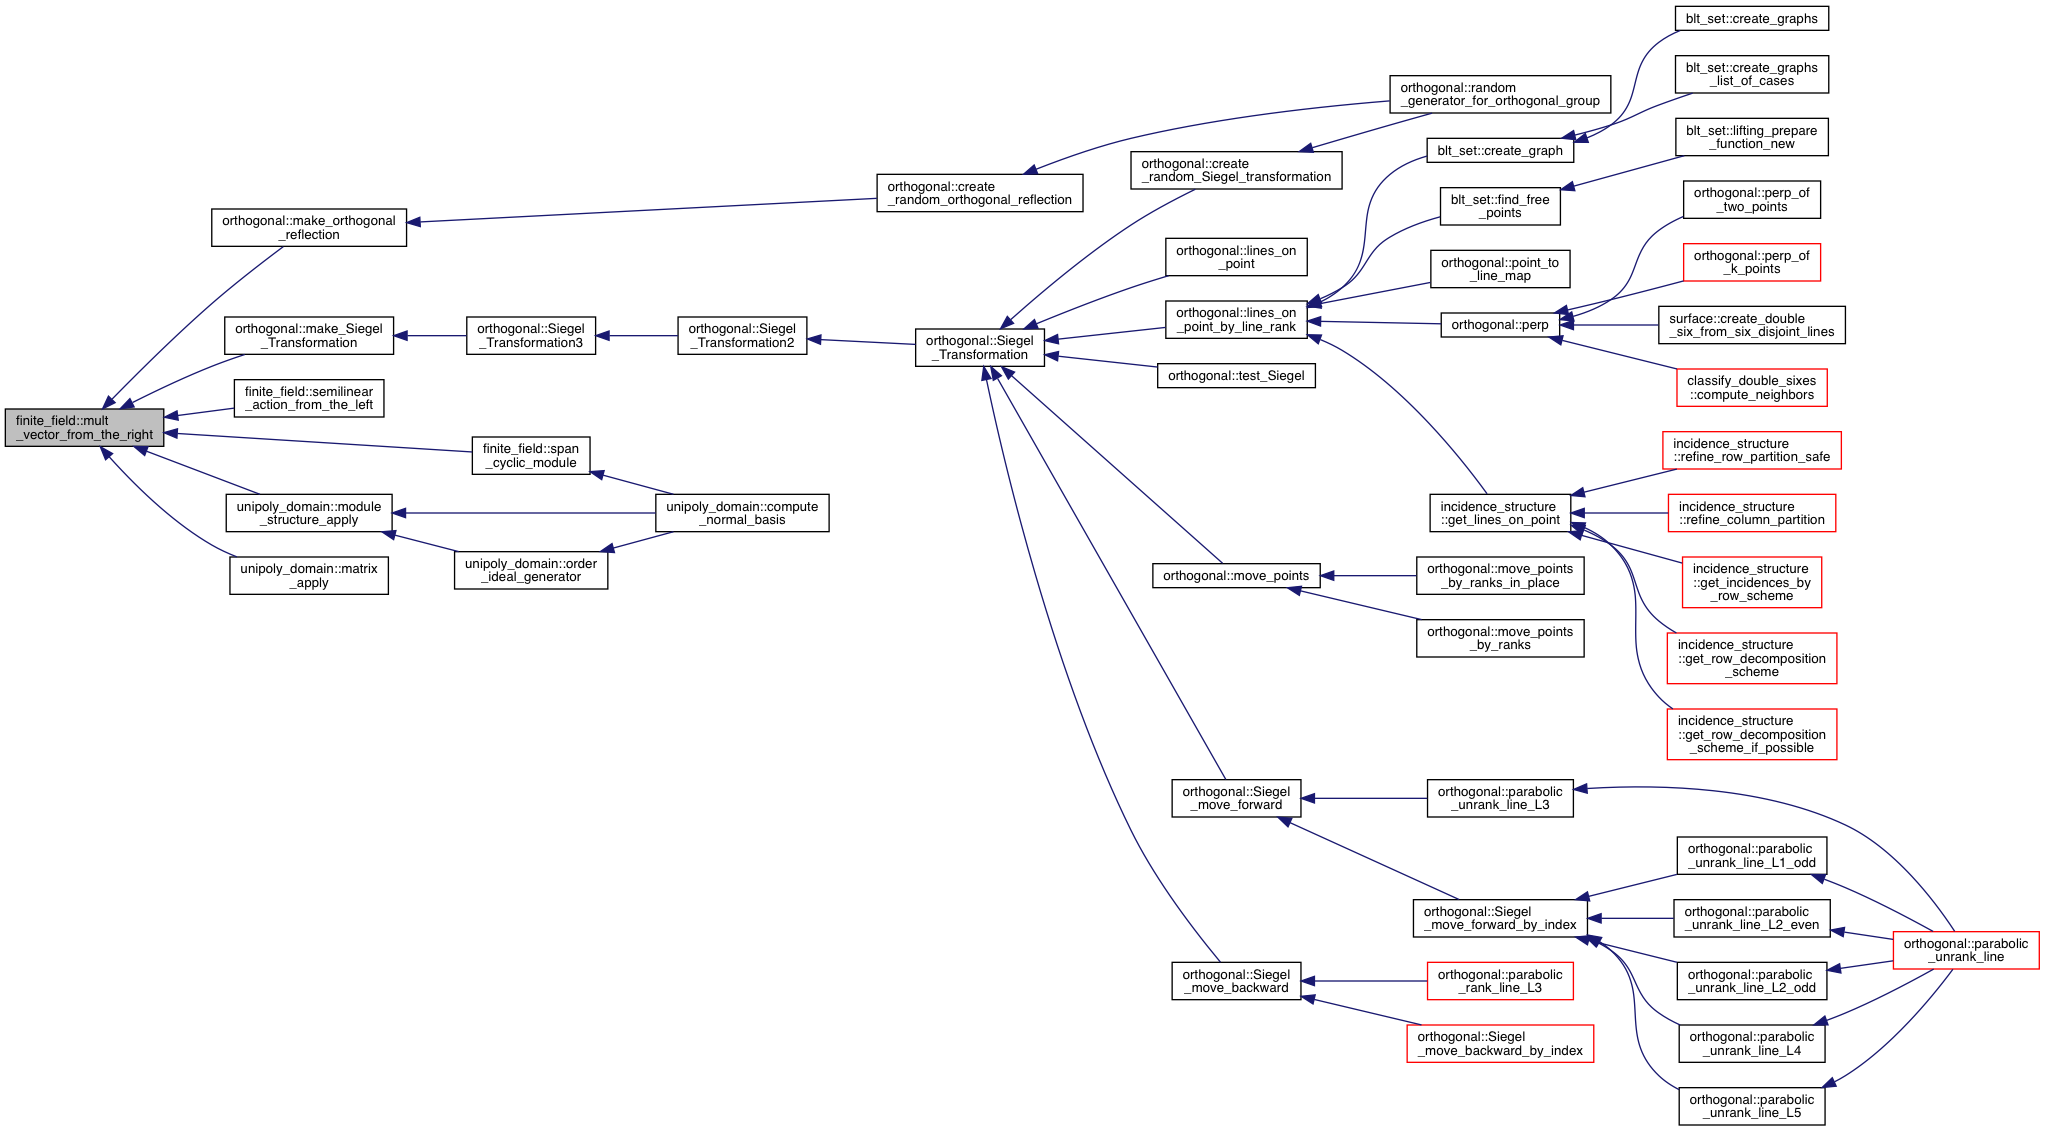 finite_field::mult
_vector_from_the_right
orthogonal::make_orthogonal
_reflection
orthogonal::make_Siegel
_Transformation
finite_field::semilinear
_action_from_the_left
finite_field::span
_cyclic_module
unipoly_domain::module
_structure_apply
unipoly_domain::matrix
_apply
orthogonal::Siegel
_Transformation3
unipoly_domain::order
_ideal_generator
orthogonal::Siegel
_Transformation2
unipoly_domain::compute
_normal_basis
orthogonal::create
_random_orthogonal_reflection
orthogonal::Siegel
_Transformation
orthogonal::create
_random_Siegel_transformation
orthogonal::lines_on
_point
orthogonal::lines_on
_point_by_line_rank
orthogonal::test_Siegel
orthogonal::move_points
orthogonal::Siegel
_move_forward
orthogonal::Siegel
_move_backward
orthogonal::random
_generator_for_orthogonal_group
blt_set::create_graph
blt_set::find_free
_points
orthogonal::point_to
_line_map
orthogonal::perp
incidence_structure
::get_lines_on_point
orthogonal::move_points
_by_ranks_in_place
orthogonal::move_points
_by_ranks
orthogonal::parabolic
_unrank_line_L3
orthogonal::Siegel
_move_forward_by_index
orthogonal::parabolic
_rank_line_L3
orthogonal::Siegel
_move_backward_by_index
blt_set::create_graphs
blt_set::create_graphs
_list_of_cases
blt_set::lifting_prepare
_function_new
orthogonal::perp_of
_two_points
orthogonal::perp_of
_k_points
surface::create_double
_six_from_six_disjoint_lines
classify_double_sixes
::compute_neighbors
incidence_structure
::refine_row_partition_safe
incidence_structure
::refine_column_partition
incidence_structure
::get_incidences_by
_row_scheme
incidence_structure
::get_row_decomposition
_scheme
incidence_structure
::get_row_decomposition
_scheme_if_possible
orthogonal::parabolic
_unrank_line_L1_odd
orthogonal::parabolic
_unrank_line_L2_even
orthogonal::parabolic
_unrank_line_L2_odd
orthogonal::parabolic
_unrank_line_L4
orthogonal::parabolic
_unrank_line_L5
orthogonal::parabolic
_unrank_line